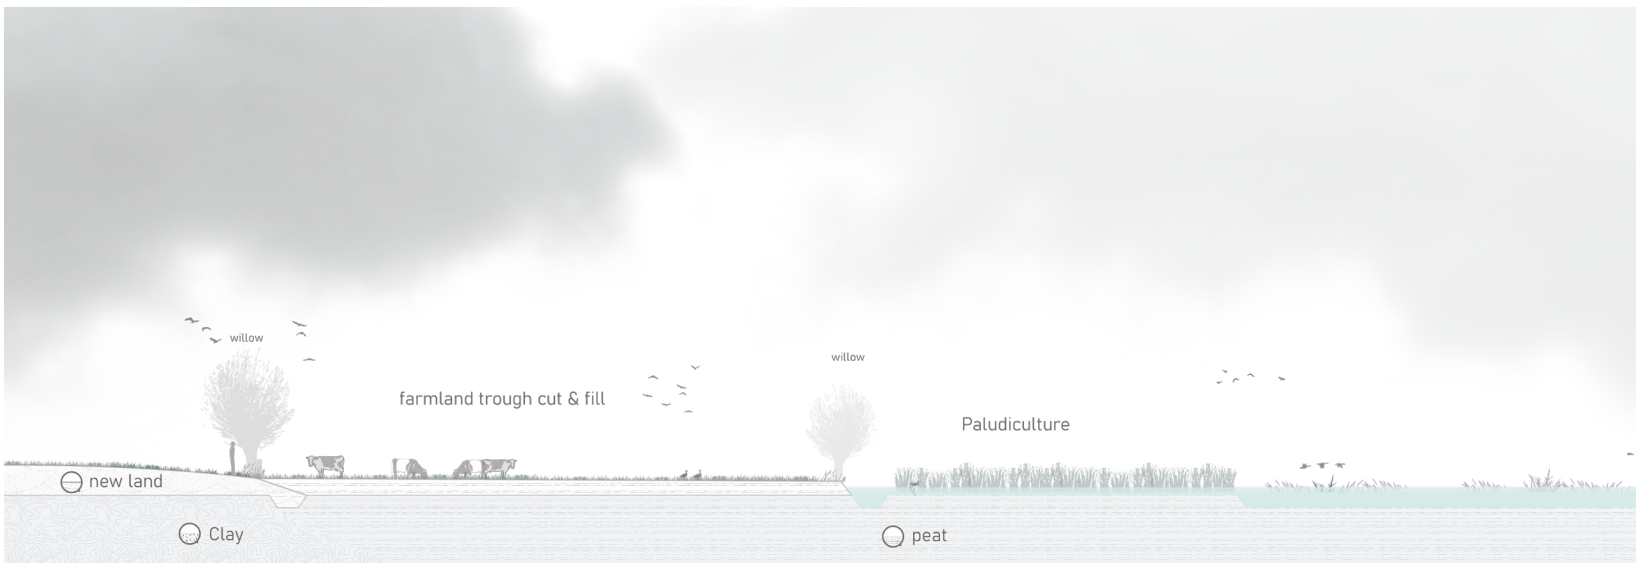 willow
willow
farmland trough cut & fill
Paludiculture
new land
Clay
peat